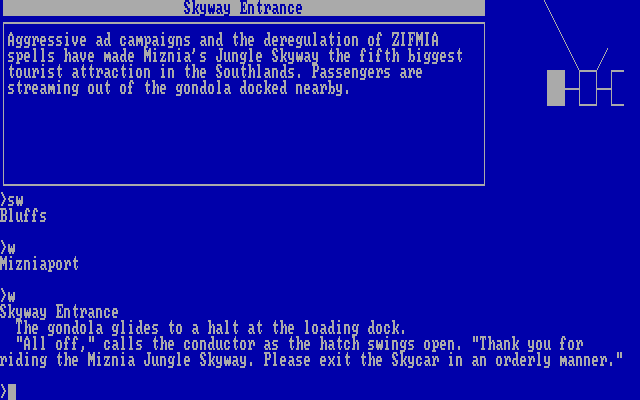 Skyway Entrance
Aggressive ad campaigns and the deregulation of ZIFMIA
spells have made Miznia's Jungle Skyway the fifth biggest
tourist attraction in the Southlands. Passengers are
streaming out of the gondola docked nearby.
>sw
Bluffs
>w
Mizniaport
>w
Skyway Entrance
The gondola glides to a halt at the loading dock.
"All off," calls the conductor as the hatch swings open. "Thank you for
riding the Miznia Jungle Skyway. Please exit the Skycar in an orderly manner."
>